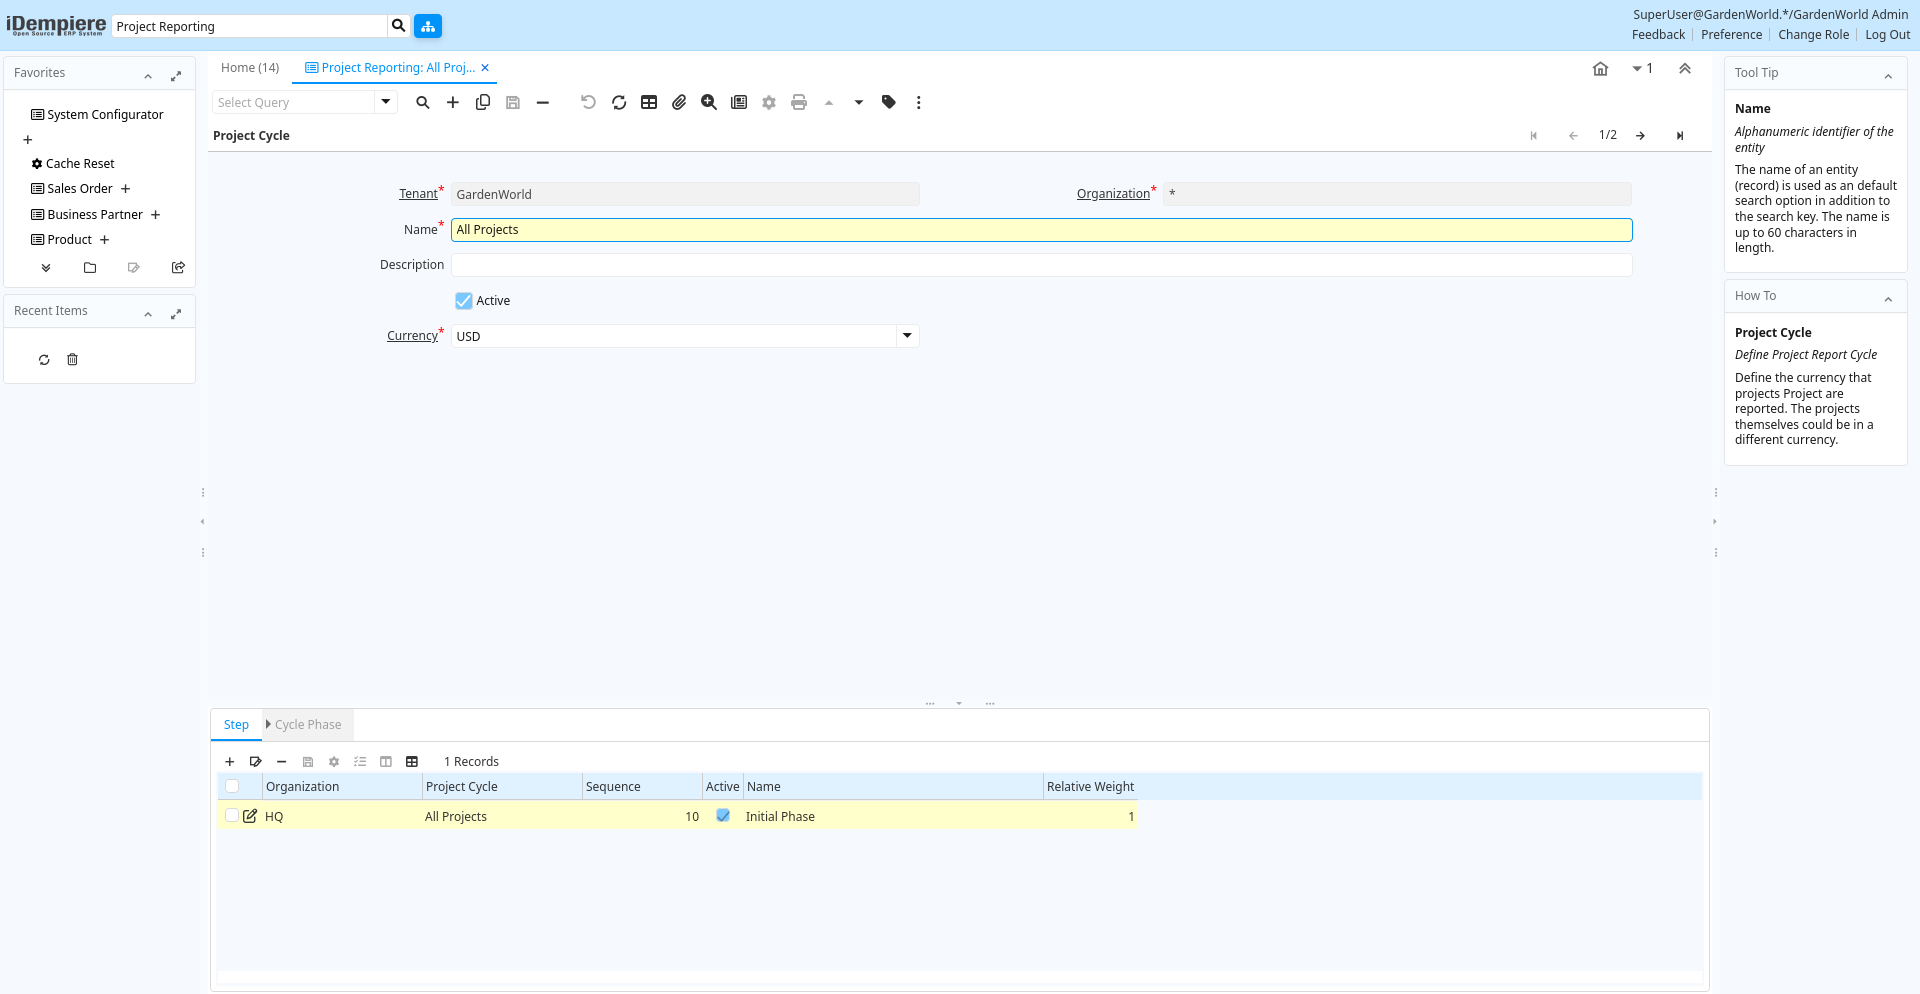 iDempiere
Open Source ERP System
Project Reporting
SuperUser@GardenWorld.*/GardenWorld Admin
Feedback
Preference
Change Role
Log Out
Favorites
System Configurator
Cache Reset
Sales Order
Business Partner
Product
Recent Items
Home (14)
Project Reporting: All Proj...
1
Select Query
Project Cycle
1/2
Tenant*
GardenWorld
Organization*
*
Name*
All Projects
Description
Active
Currency*
USD
Step
Cycle Phase
1 Records
Organization Project Cycle Sequence Active Name Relative Weight
HQ All Projects 10 Initial Phase 1
Tool Tip
Name
Alphanumeric identifier of the
entity
The name of an entity
(record) is used as an default
search option in addition to
the search key. The name is
up to 60 characters in
length.
How To
Project Cycle
Define Project Report Cycle
Define the currency that
projects Project are
reported. The projects
themselves could be in a
different currency.